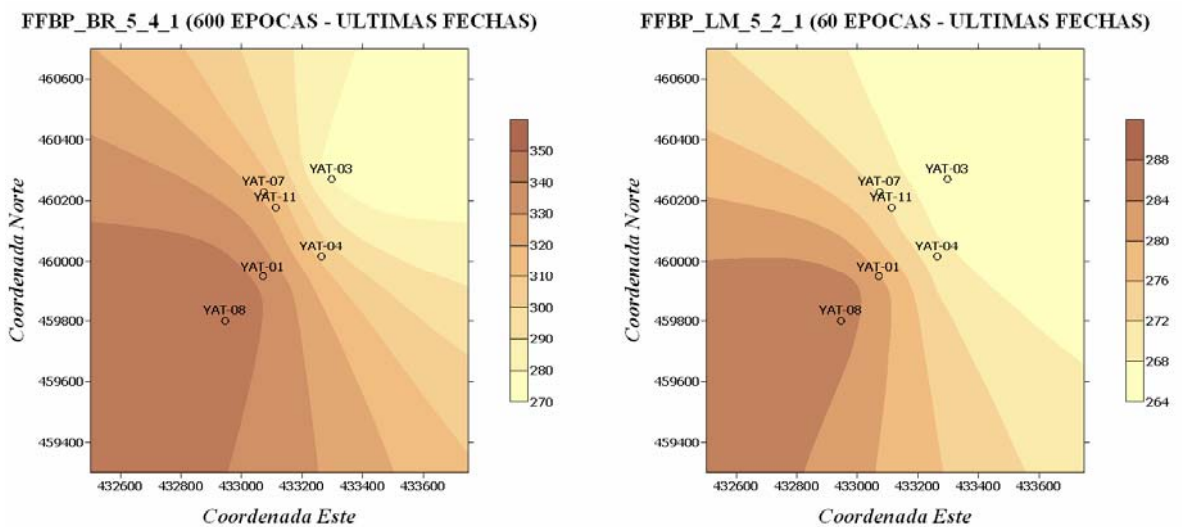 FFBP_BR_5_4_1 (600 EPOCAS - ULTIMAS FECHAS)
460600
460400
460200
460000
459800
459600
459400
Coordenada Norte
YAT-03
YAT-07
YAT-11
YAT-04
YAT-01
YAT-08
432600 432800 433000 433200 433400 433600
Coordenada Este
350
340
330
320
310
300
290
280
270
FFBP_LM_5_2_1 (60 EPOCAS - ULTIMAS FECHAS)
460600
460400
460200
460000
459800
459600
459400
Coordenada Norte
YAT-03
YAT-07
YAT-11
YAT-04
YAT-01
YAT-08
432600 432800 433000 433200 433400 433600
Coordenada Este
288
284
280
276
272
268
264